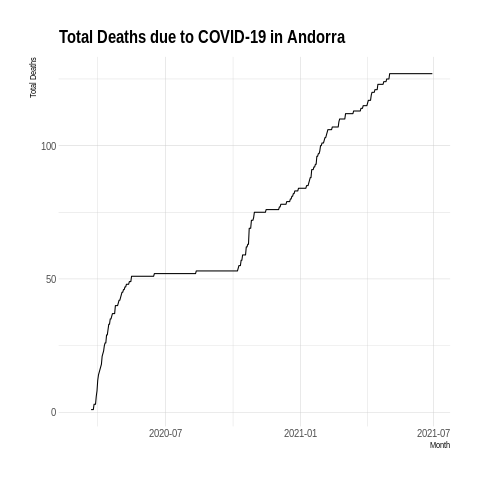 Total Deaths due to COVID-19 in Andorra
Total Deaths
100
50
0
2020-07
2021-01
2021-07
Month